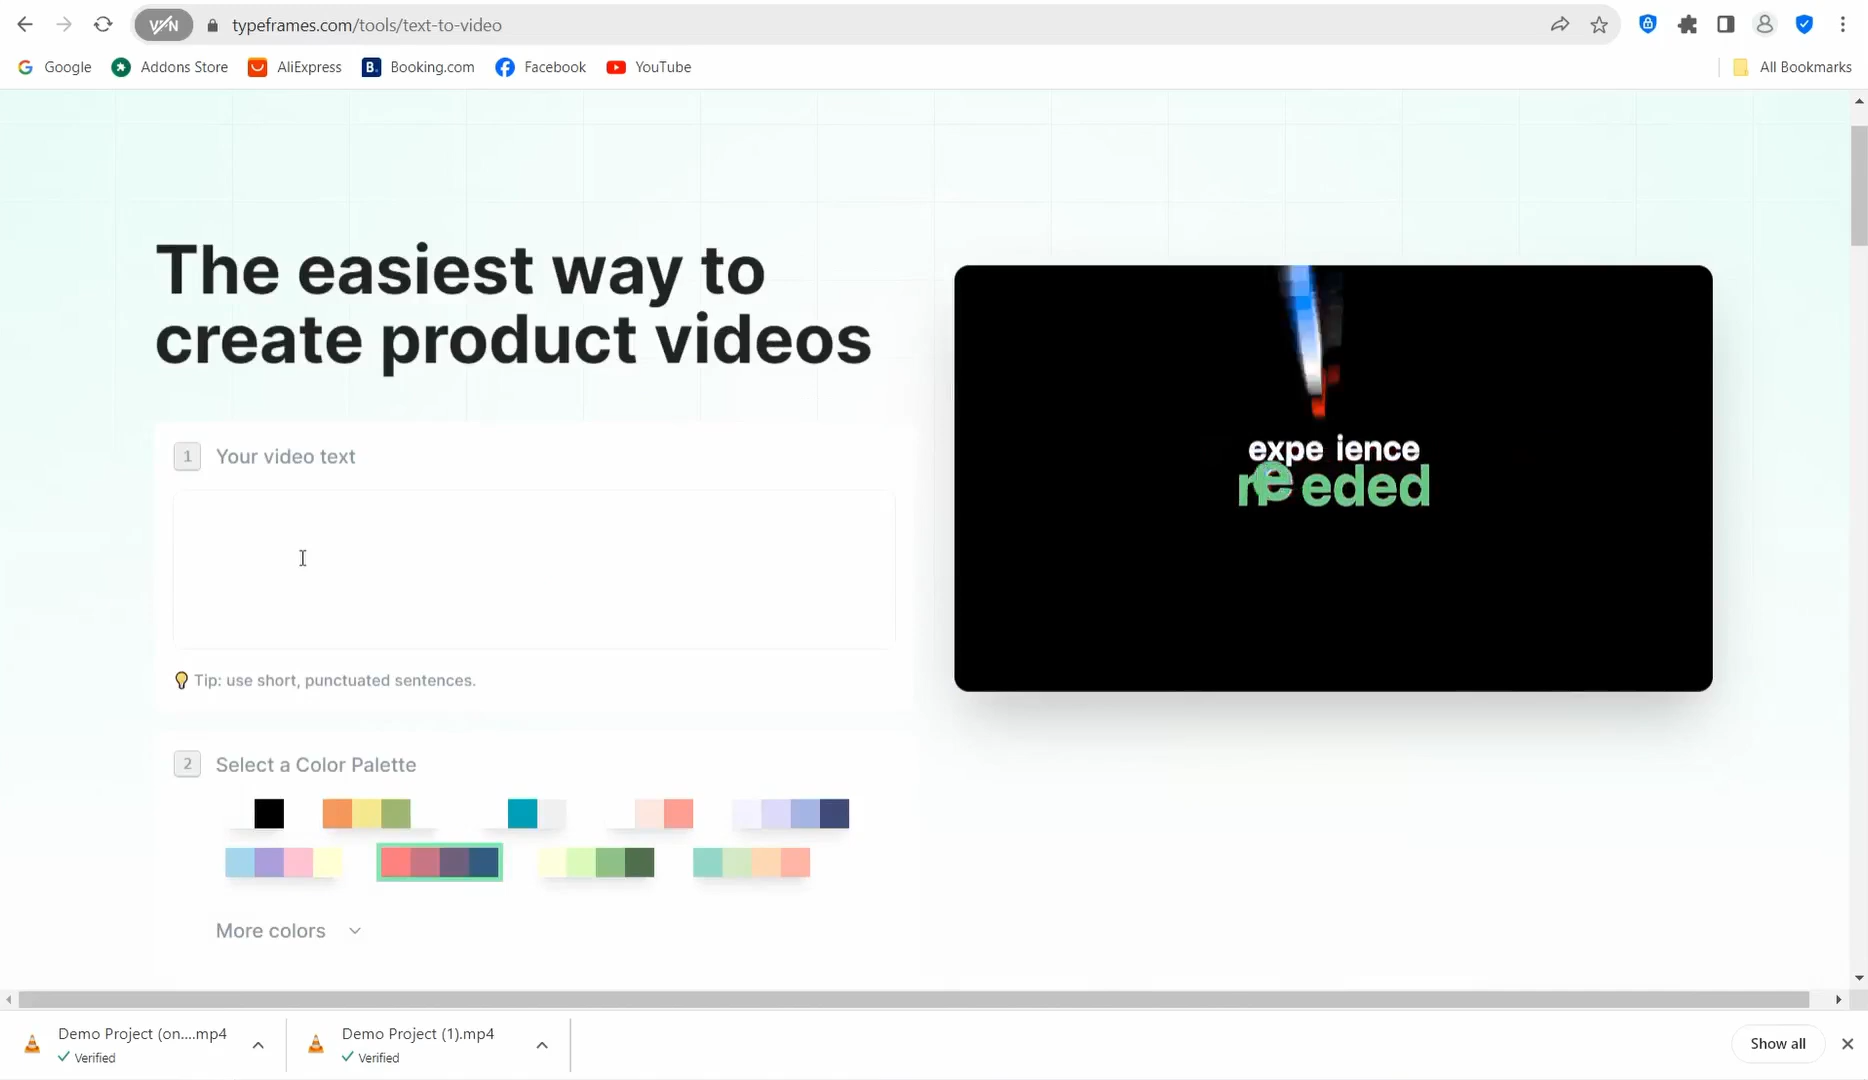 VPN
typeframes.com/tools/text-to-video
Google
Addons Store
AliExpress
B.
Booking.com
Facebook
YouTube
All Bookmarks
The easiest way to
create product videos
1
Your video text
Tip: use short, punctuated sentences.
2
Select a Color Palette
More colors
expe ience
n e eded
Demo Project (on....mp4
Verified
Demo Project (1).mp4
Verified
Show all